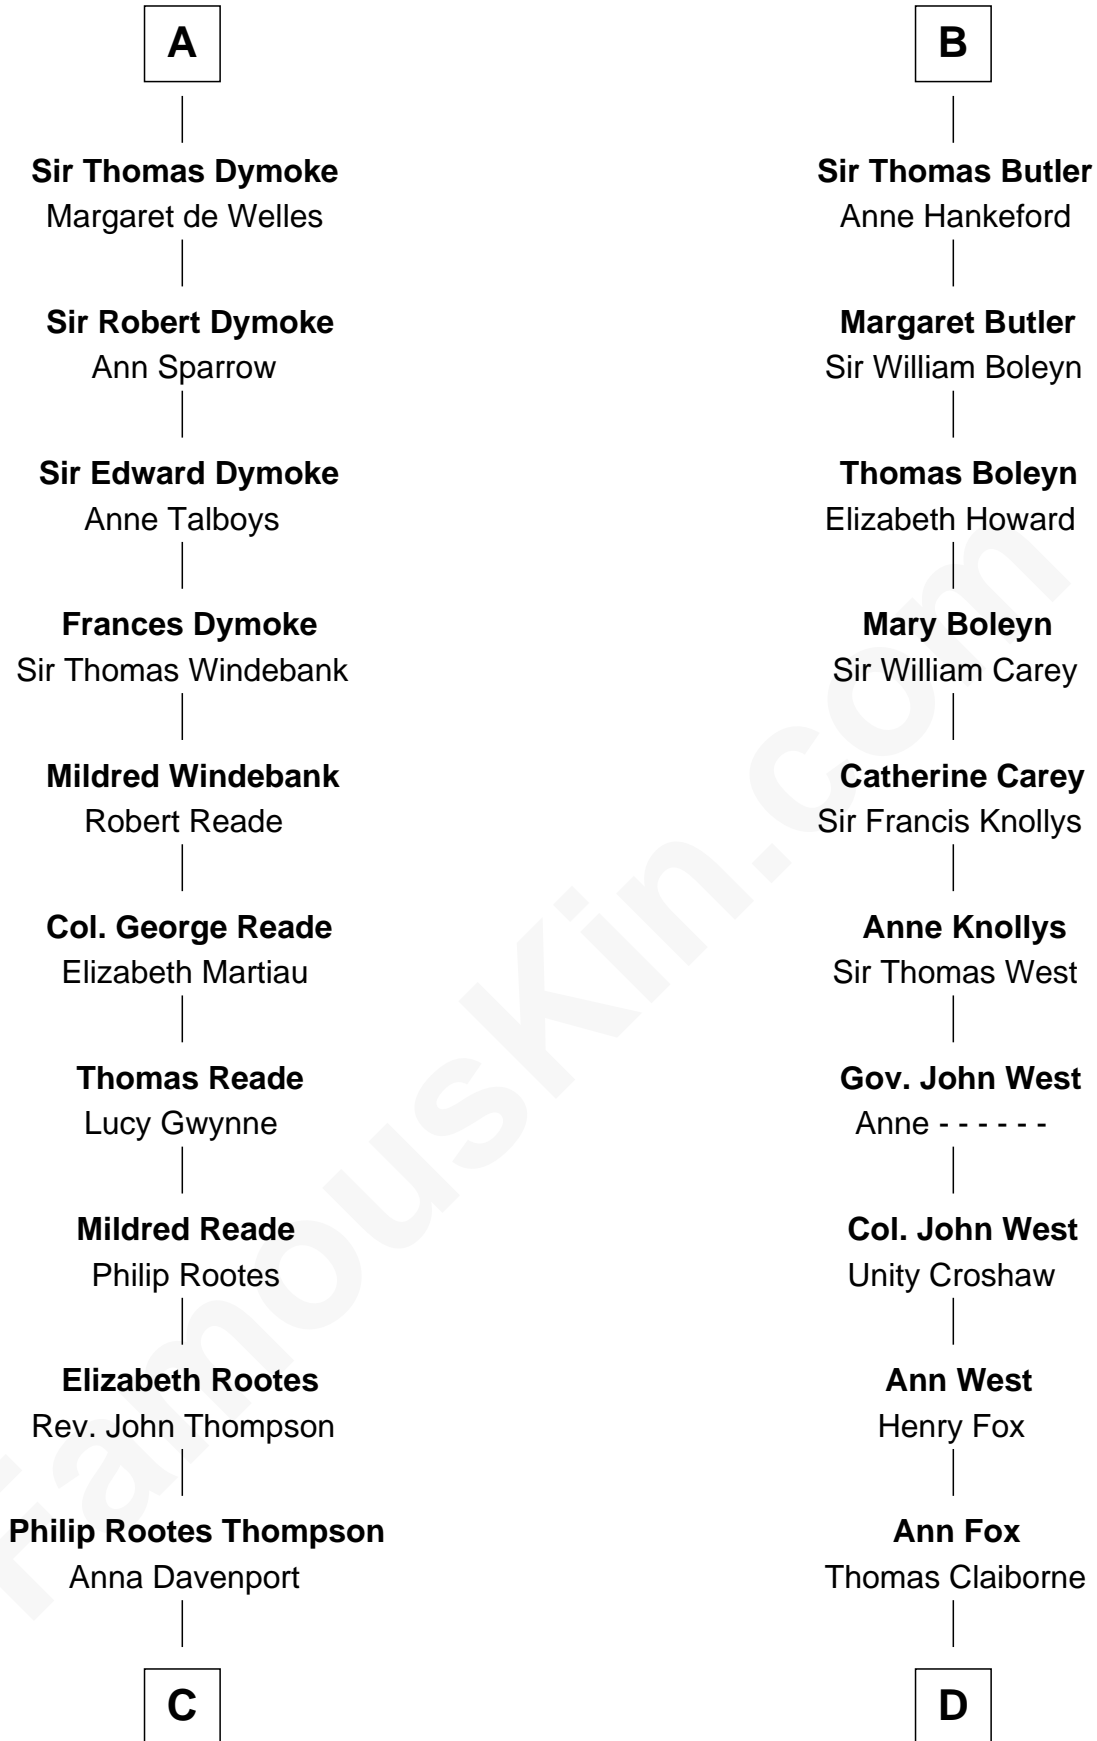 A
Sir Thomas Dymoke
Margaret de Welles
Sir Robert Dymoke
Ann Sparrow
Sir Edward Dymoke
Anne Talboys
Frances Dymoke
Sir Thomas Windebank
Mildred Windebank
Robert Reade
Col. George Reade
Elizabeth Martiau
Thomas Reade
Lucy Gwynne
Mildred Reade
Philip Rootes
Elizabeth Rootes
Rev. John Thompson
Philip Rootes Thompson
Anna Davenport
C
B
Sir Thomas Butler
Anne Hankeford
Margaret Butler
Sir William Boleyn
Thomas Boleyn
Elizabeth Howard
Mary Boleyn
Sir William Carey
Catherine Carey
Sir Francis Knollys
Anne Knollys
Sir Thomas West
Gov. John West
Anne - - - - - -
Col. John West
Unity Croshaw
Ann West
Henry Fox
Ann Fox
Thomas Claiborne
D
FamousKin.com